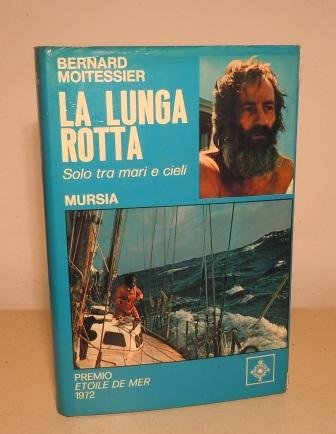 BERNARD
MOITESSIER
LA LUNGA
ROTTA
Solo tra mari e cieli
MURSIA
PREMIO
ETOILE DE MER
1972